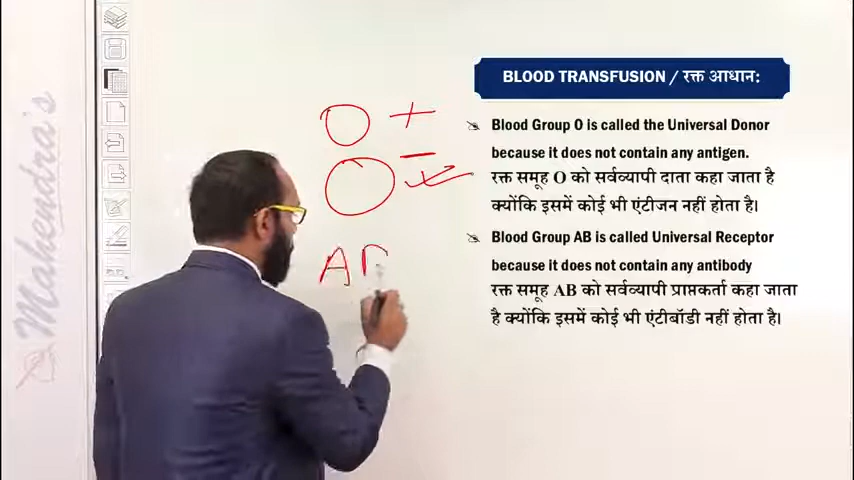 Mahendra's
O +
O -
A
BLOOD TRANSFUSION / रक्त आधान:
Blood Group O is called the Universal Donor
because it does not contain any antigen.
रक्त समूह O को सर्वव्यापी दाता कहा जाता है
क्योंकि इसमें कोई भी एंटीजन नहीं होता है।
Blood Group AB is called Universal Receptor
because it does not contain any antibody
रक्त समूह AB को सर्वव्यापी प्राप्तकर्ता कहा जाता
है क्योंकि इसमें कोई भी एंटीबॉडी नहीं होता है।